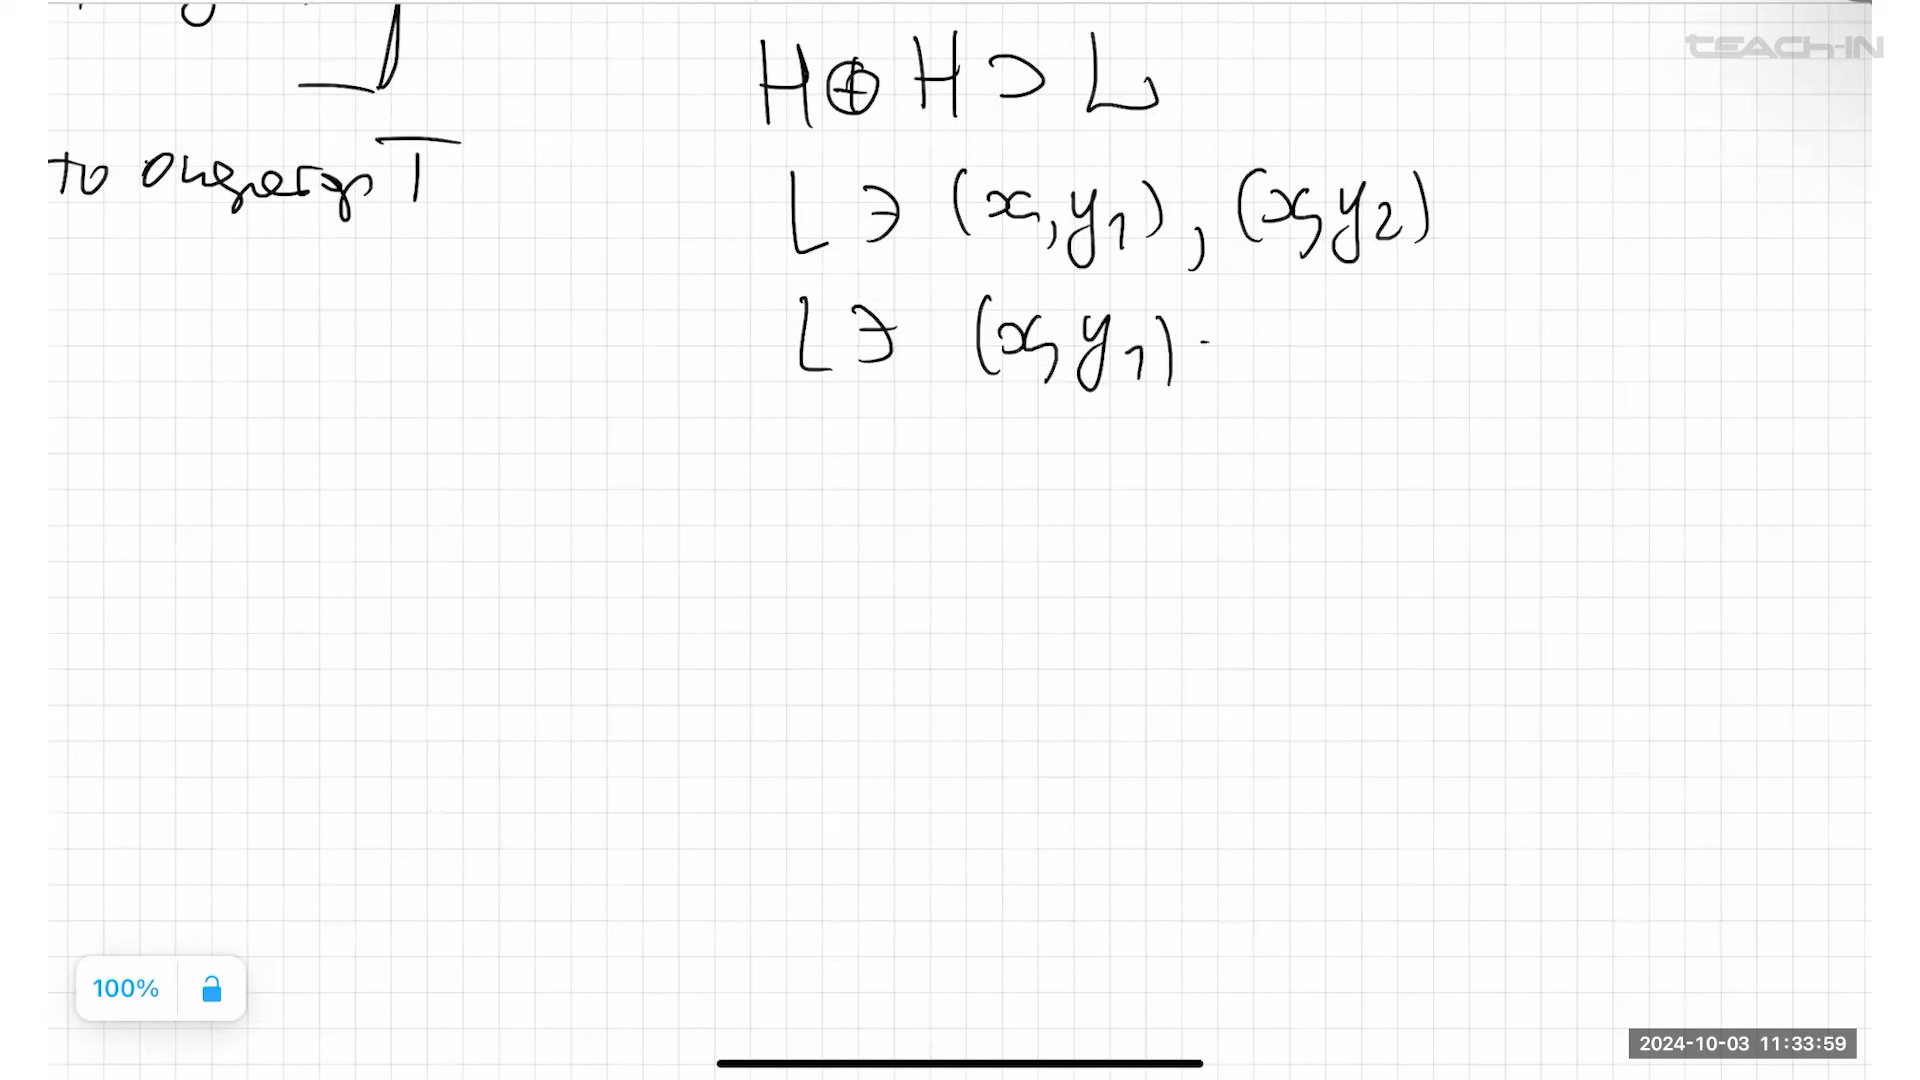 TEACH-IN
H ⊕ H ⊃ L
то оператор T̅
L ∋ (x, y₁), (x, y₂)
L ∋ (x, y₁) -
100%
2024-10-03 11:33:59